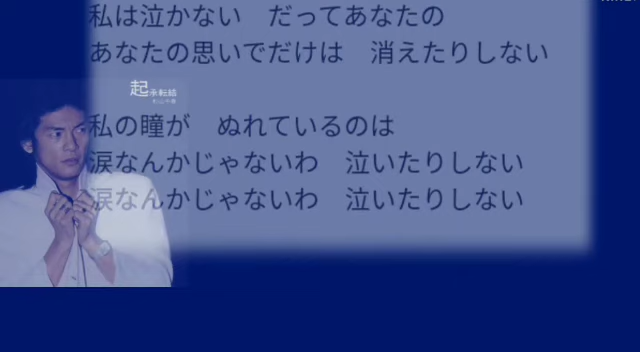 私は泣かない　だってあなたの
あなたの思いでだけは　消えたりしない
起承転結
私の瞳が　ぬれているのは
涙なんかじゃないわ　泣いたりしない
涙なんかじゃないわ　泣いたりしない